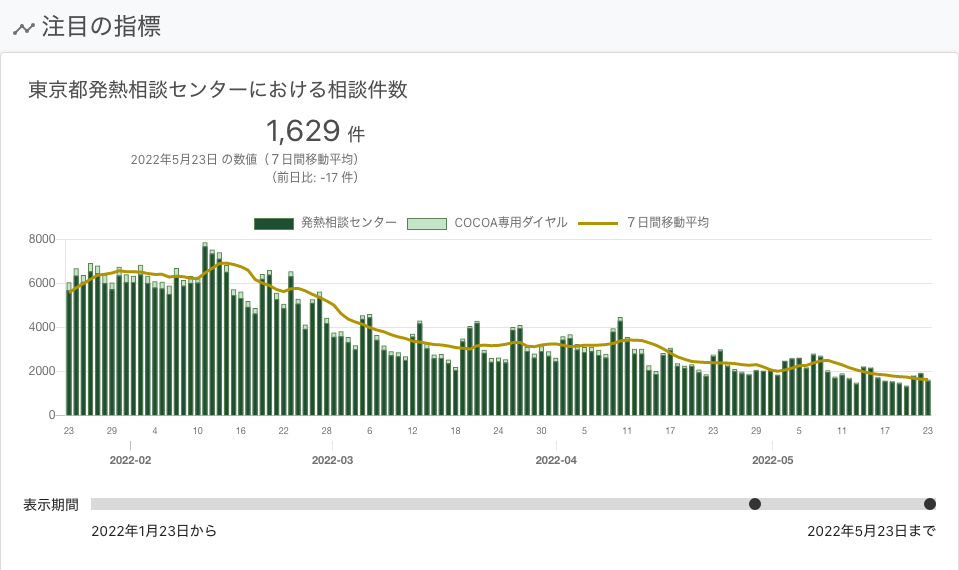 注目の指標
東京都発熱相談センターにおける相談件数
1,629 件
2022年5月23日 の数値（７日間移動平均）
（前日比: -17 件）
発熱相談センター COCOA専用ダイヤル ７日間移動平均
8000
6000
4000
2000
0
23 29 4 10 16 22 28 6 12 18 24 30 5 11 17 23 29 5 11 17 23
2022-02 2022-03 2022-04 2022-05
表示期間
2022年1月23日から 2022年5月23日まで